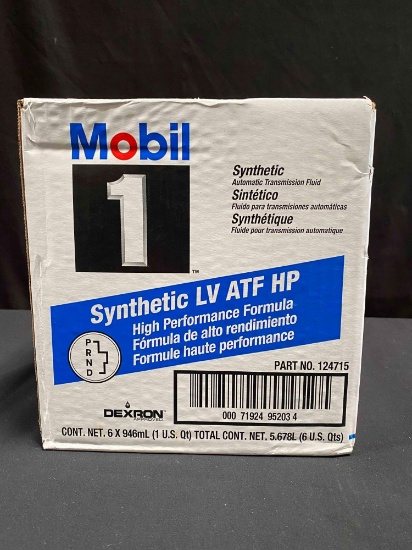 Mobil
1
™
Synthetic
Automatic Transmission Fluid
Sintético
Fluido para transmisiones automáticas
Synthétique
Fluide pour transmission automatique
Synthetic LV ATF HP
High Performance Formula
Fórmula de alto rendimiento
Formule haute performance
P
R
N
D
PART NO. 124715
000 71924 95203 4
DEXRON
APPROVED
CONT. NET. 6 X 946mL (1 U.S. Qt) TOTAL CONT. NET. 5.678L (6 U.S. Qts)